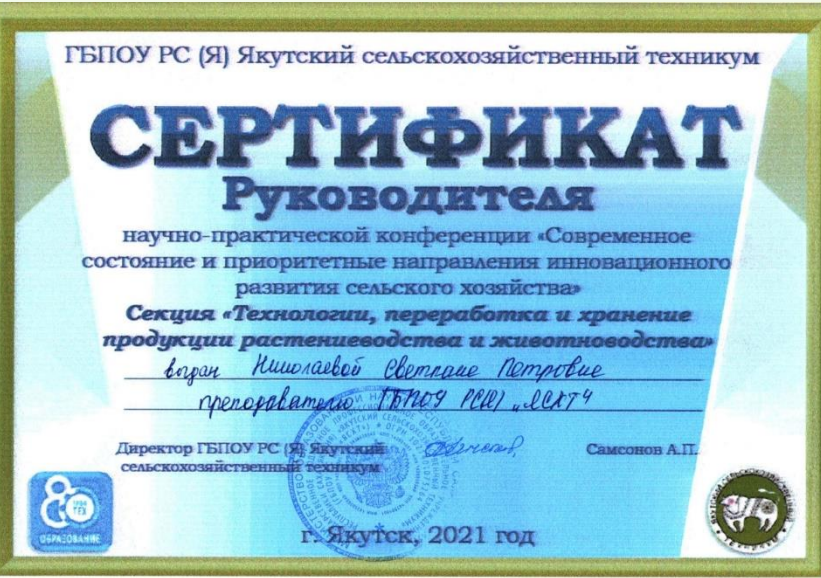 ГБПОУ РС (Я) Якутский сельскохозяйственный техникум
СЕРТИФИКАТ
Руководителя
научно-практической конференции «Современное
состояние и приоритетные направления инновационного
развития сельского хозяйства»
Секция «Технологии, переработка и хранение
продукции растениеводства и животноводства»
выдан Николаевой Светлане Петровне
преподавателю ГБПОУ РС(Я) „ЯСХТ“
Директор ГБПОУ РС (Я) Якутский
сельскохозяйственный техникум
Самсонов А.П.
ОБРАЗОВАНИЕ
г. Якутск, 2021 год